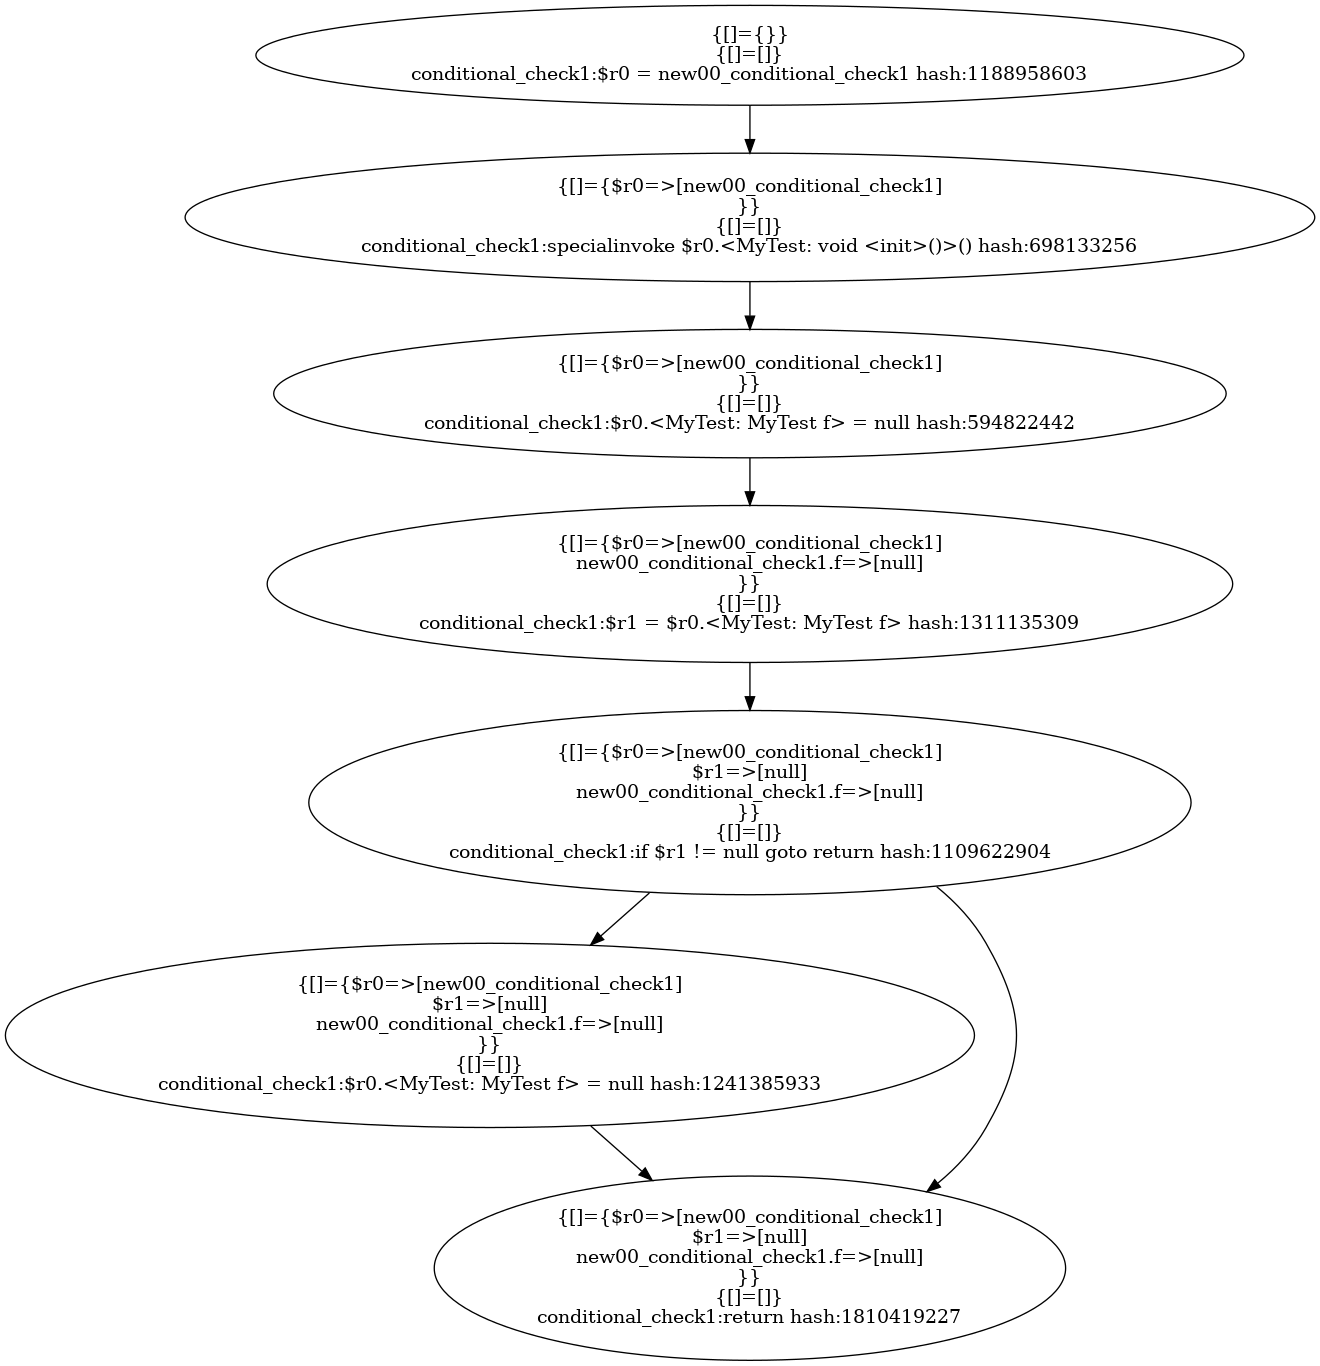 {[]={}}
{[]=[]}
conditional_check1:$r0 = new00_conditional_check1 hash:1188958603
{[]={$r0=>[new00_conditional_check1]
}}
{[]=[]}
conditional_check1:specialinvoke $r0.<MyTest: void <init>()>() hash:698133256
{[]={$r0=>[new00_conditional_check1]
}}
{[]=[]}
conditional_check1:$r0.<MyTest: MyTest f> = null hash:594822442
{[]={$r0=>[new00_conditional_check1]
new00_conditional_check1.f=>[null]
}}
{[]=[]}
conditional_check1:$r1 = $r0.<MyTest: MyTest f> hash:1311135309
{[]={$r0=>[new00_conditional_check1]
$r1=>[null]
new00_conditional_check1.f=>[null]
}}
{[]=[]}
conditional_check1:if $r1 != null goto return hash:1109622904
{[]={$r0=>[new00_conditional_check1]
$r1=>[null]
new00_conditional_check1.f=>[null]
}}
{[]=[]}
conditional_check1:$r0.<MyTest: MyTest f> = null hash:1241385933
{[]={$r0=>[new00_conditional_check1]
$r1=>[null]
new00_conditional_check1.f=>[null]
}}
{[]=[]}
conditional_check1:return hash:1810419227